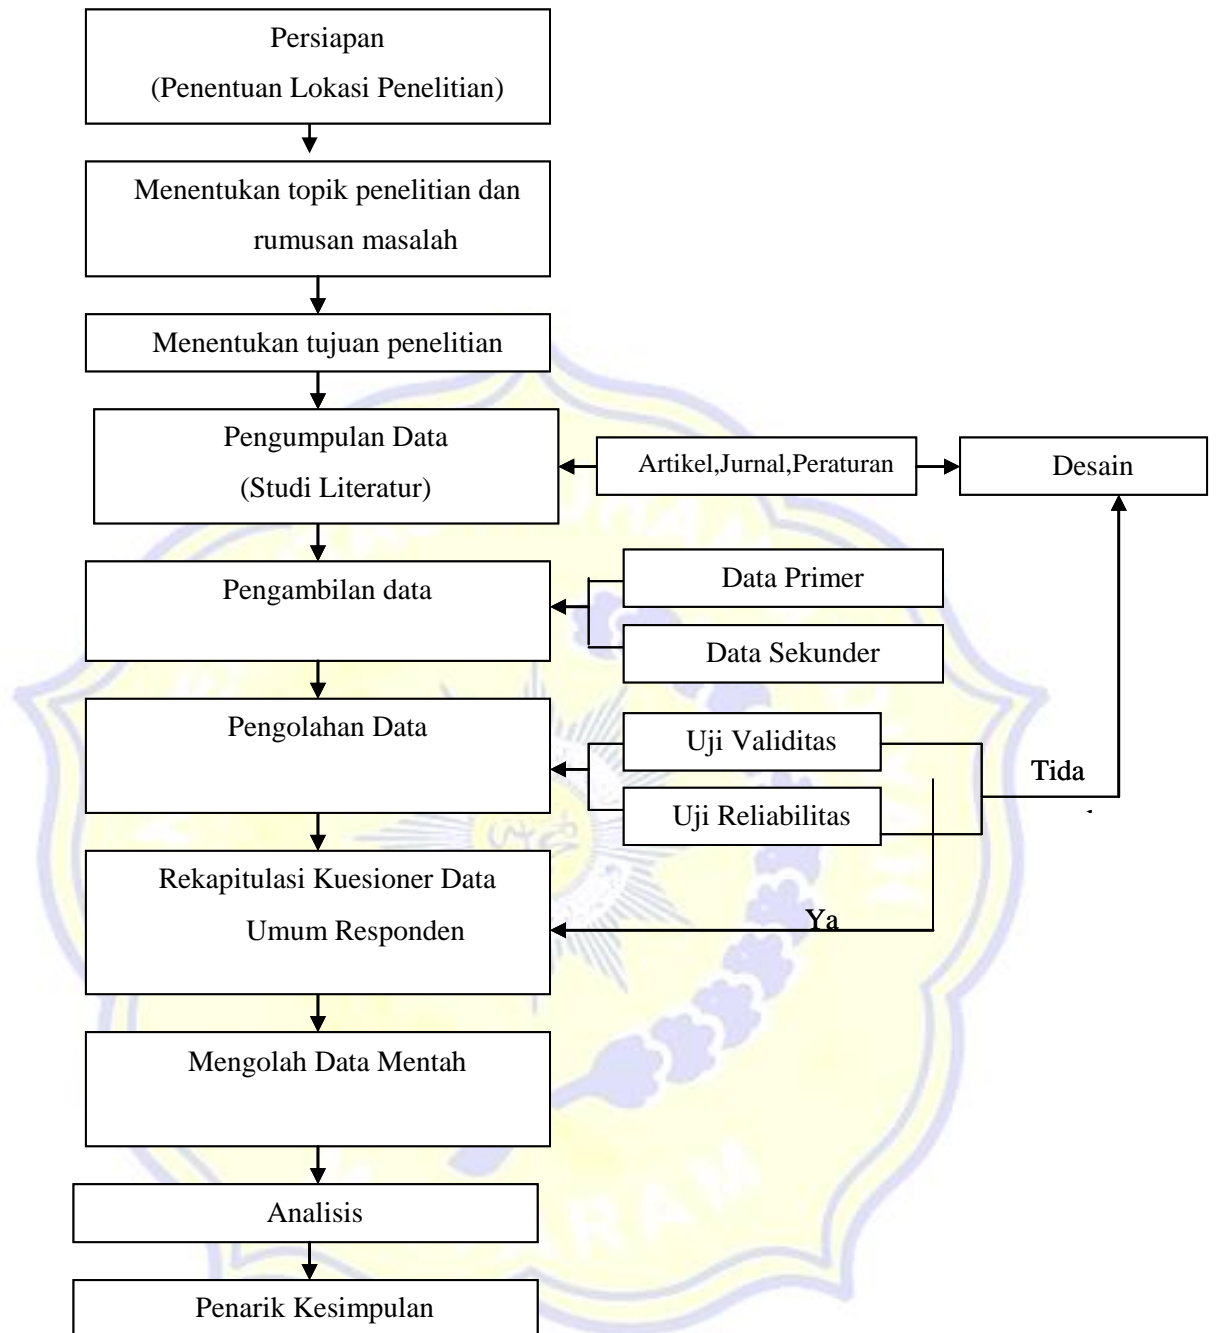 Persiapan
(Penentuan Lokasi Penelitian)
Menentukan topik penelitian dan
rumusan masalah
Menentukan tujuan penelitian
Pengumpulan Data
(Studi Literatur)
Artikel,Jurnal,Peraturan
Desain
Pengambilan data
Data Primer
Data Sekunder
Pengolahan Data
Uji Validitas
Uji Reliabilitas
Tida
Rekapitulasi Kuesioner Data
Umum Responden
Ya
Mengolah Data Mentah
Analisis
Penarik Kesimpulan